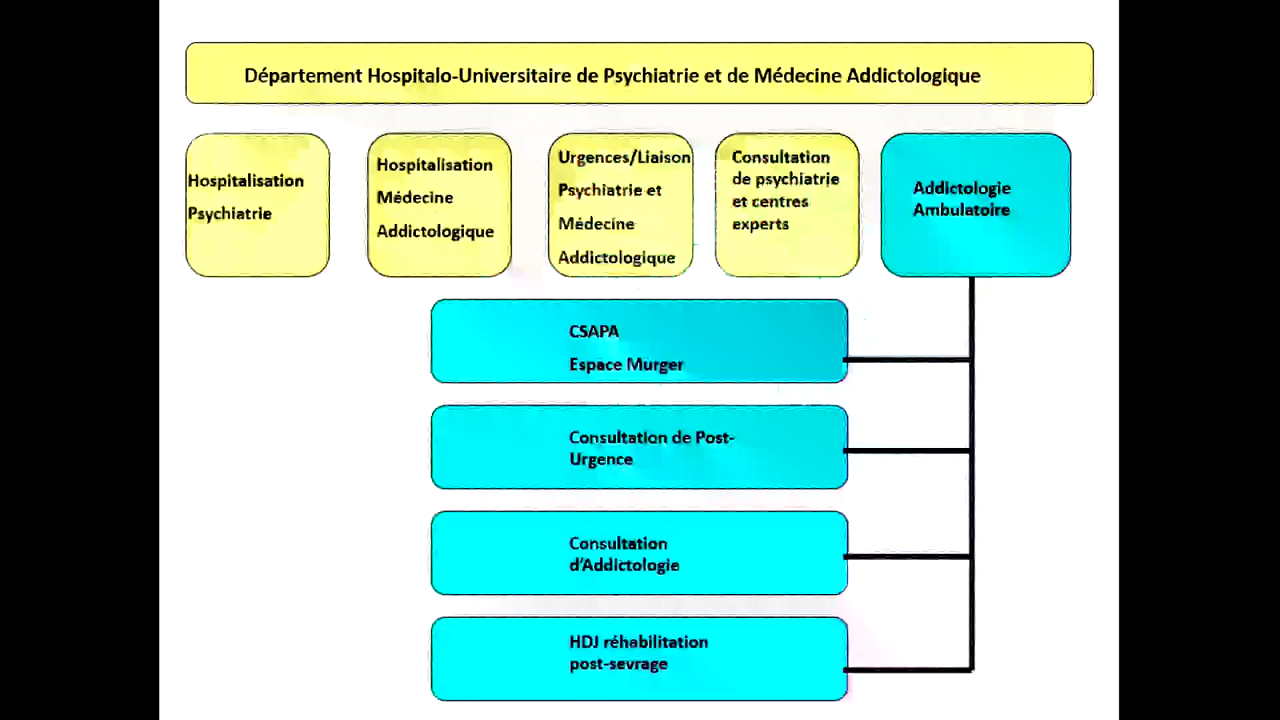 Département Hospitalo-Universitaire de Psychiatrie et de Médecine Addictologique
Hospitalisation
Psychiatrie
Hospitalisation
Médecine
Addictologique
Urgences/Liaison
Psychiatrie et
Médecine
Addictologique
Consultation
de psychiatrie
et centres
experts
Addictologie
Ambulatoire
CSAPA
Espace Murger
Consultation de Post-
Urgence
Consultation
d’Addictologie
HDJ réhabilitation
post-sevrage